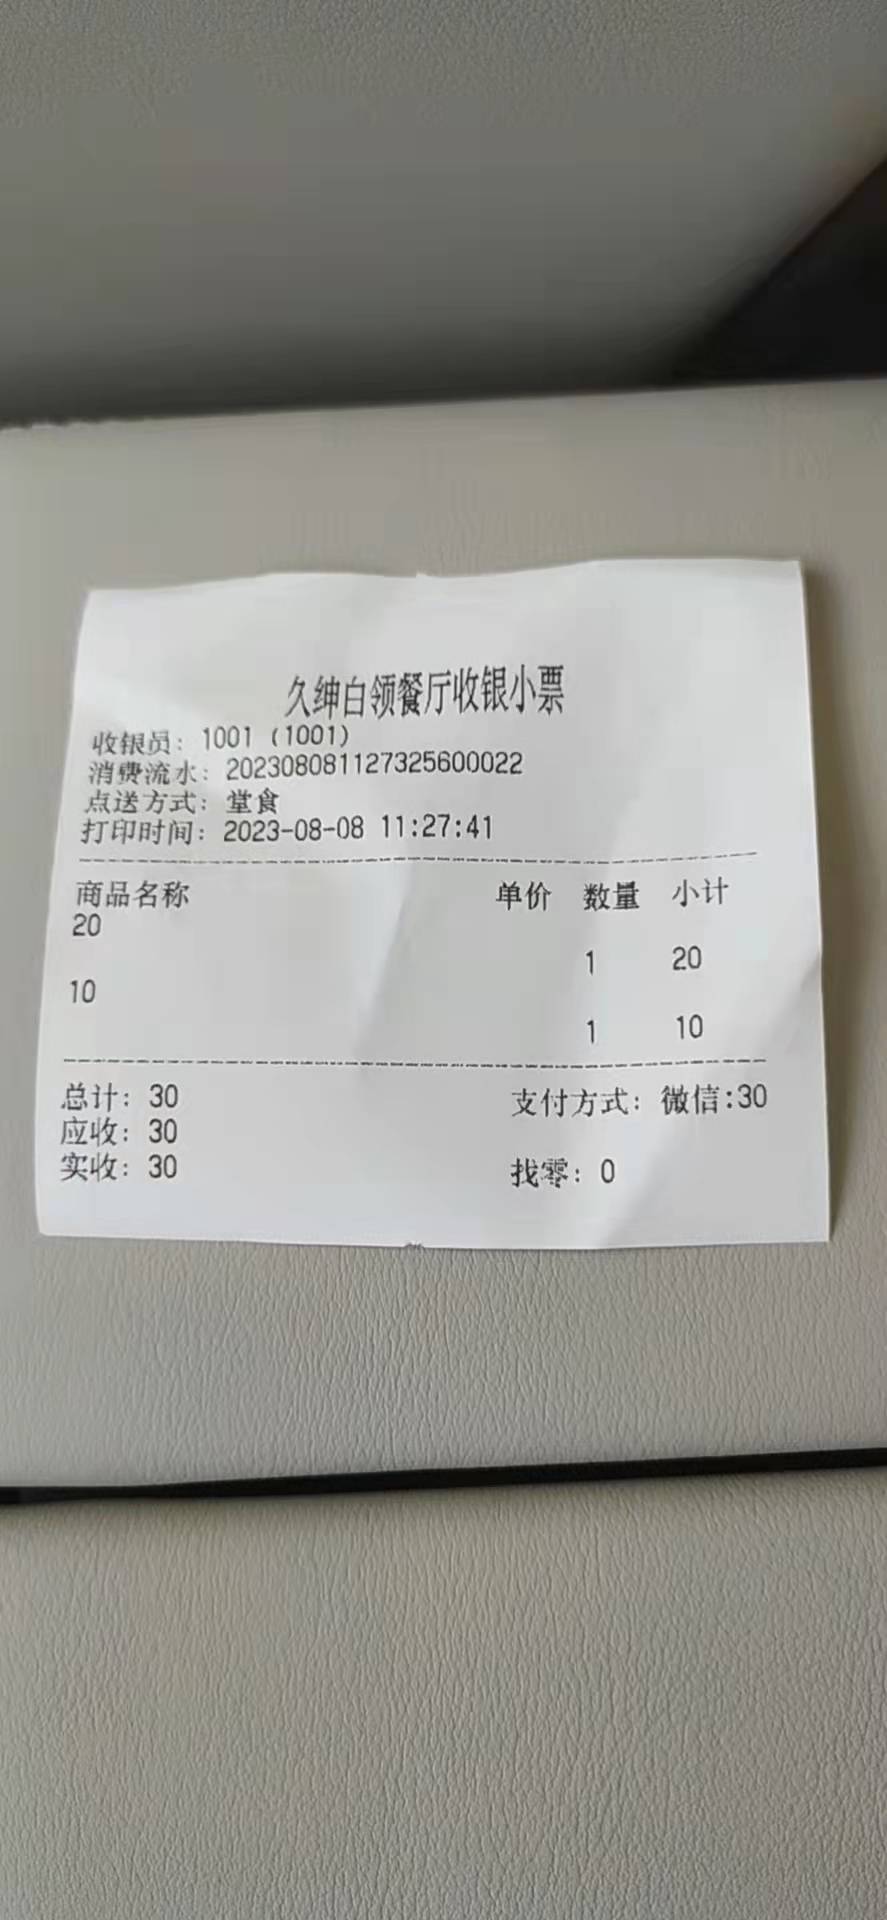 久绅白领餐厅收银小票
收银员: 1001 (1001)
消费流水: 202308081127325600022
点送方式: 堂食
打印时间: 2023-08-08 11:27:41
商品名称 单价 数量 小计
20
1 20
10
1 10
总计: 30 支付方式: 微信:30
应收: 30
实收: 30 找零: 0